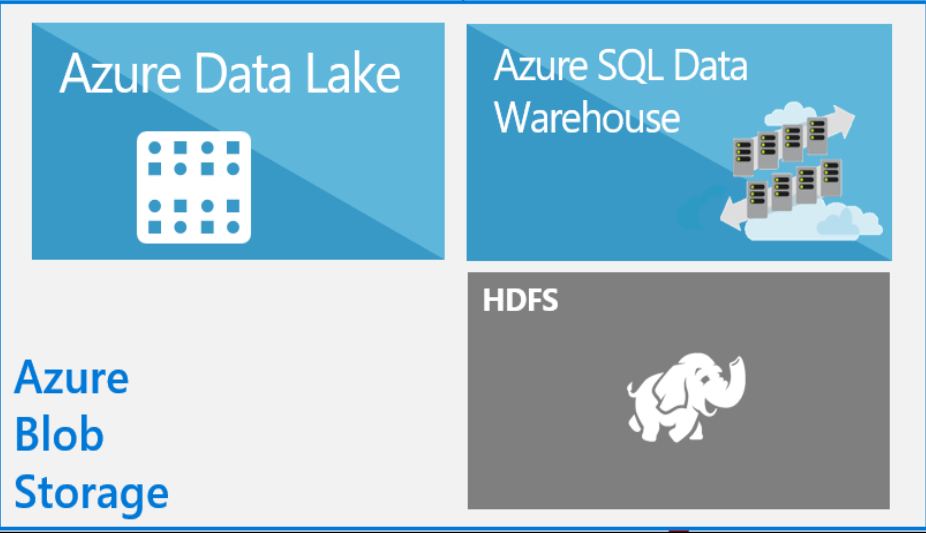 Azure Data Lake
Azure SQL Data
Warehouse
HDFS
Azure
Blob
Storage